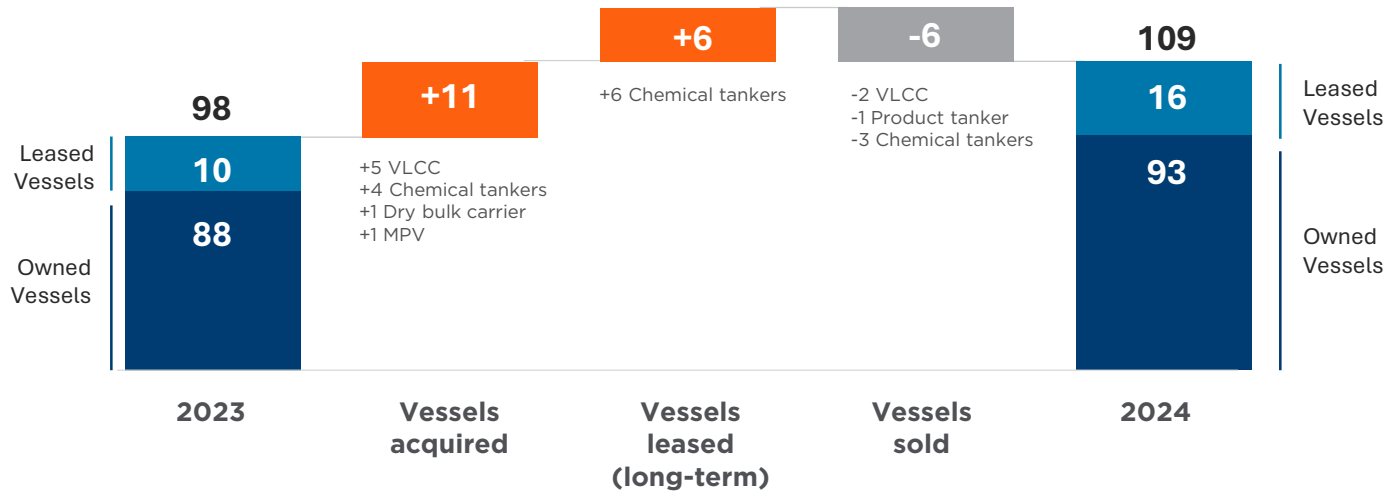 98
Leased
Vessels
10
88
Owned
Vessels
2023
+11
+5 VLCC
+4 Chemical tankers
+1 Dry bulk carrier
+1 MPV
Vessels
acquired
+6
+6 Chemical tankers
Vessels
leased
(long-term)
-6
-2 VLCC
-1 Product tanker
-3 Chemical tankers
Vessels
sold
109
16
93
Leased
Vessels
Owned
Vessels
2024